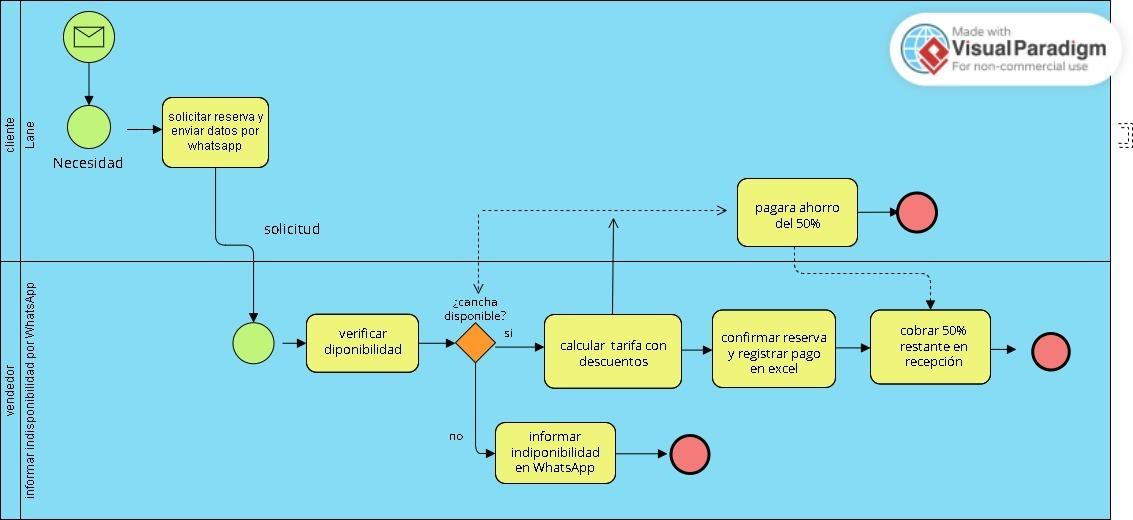 Made with
Visual Paradigm
For non-commercial use
cliente
Lane
solicitar reserva y
enviar datos por
whatsapp
Necesidad
solicitud
pagara ahorro
del 50%
vendedor
informar indisponibilidad por WhatsApp
¿cancha
disponible?
verificar
diponibilidad
si
calcular tarifa con
descuentos
confirmar reserva
y registrar pago
en excel
cobrar 50%
restante en
recepción
no
informar
indiponibilidad
en WhatsApp